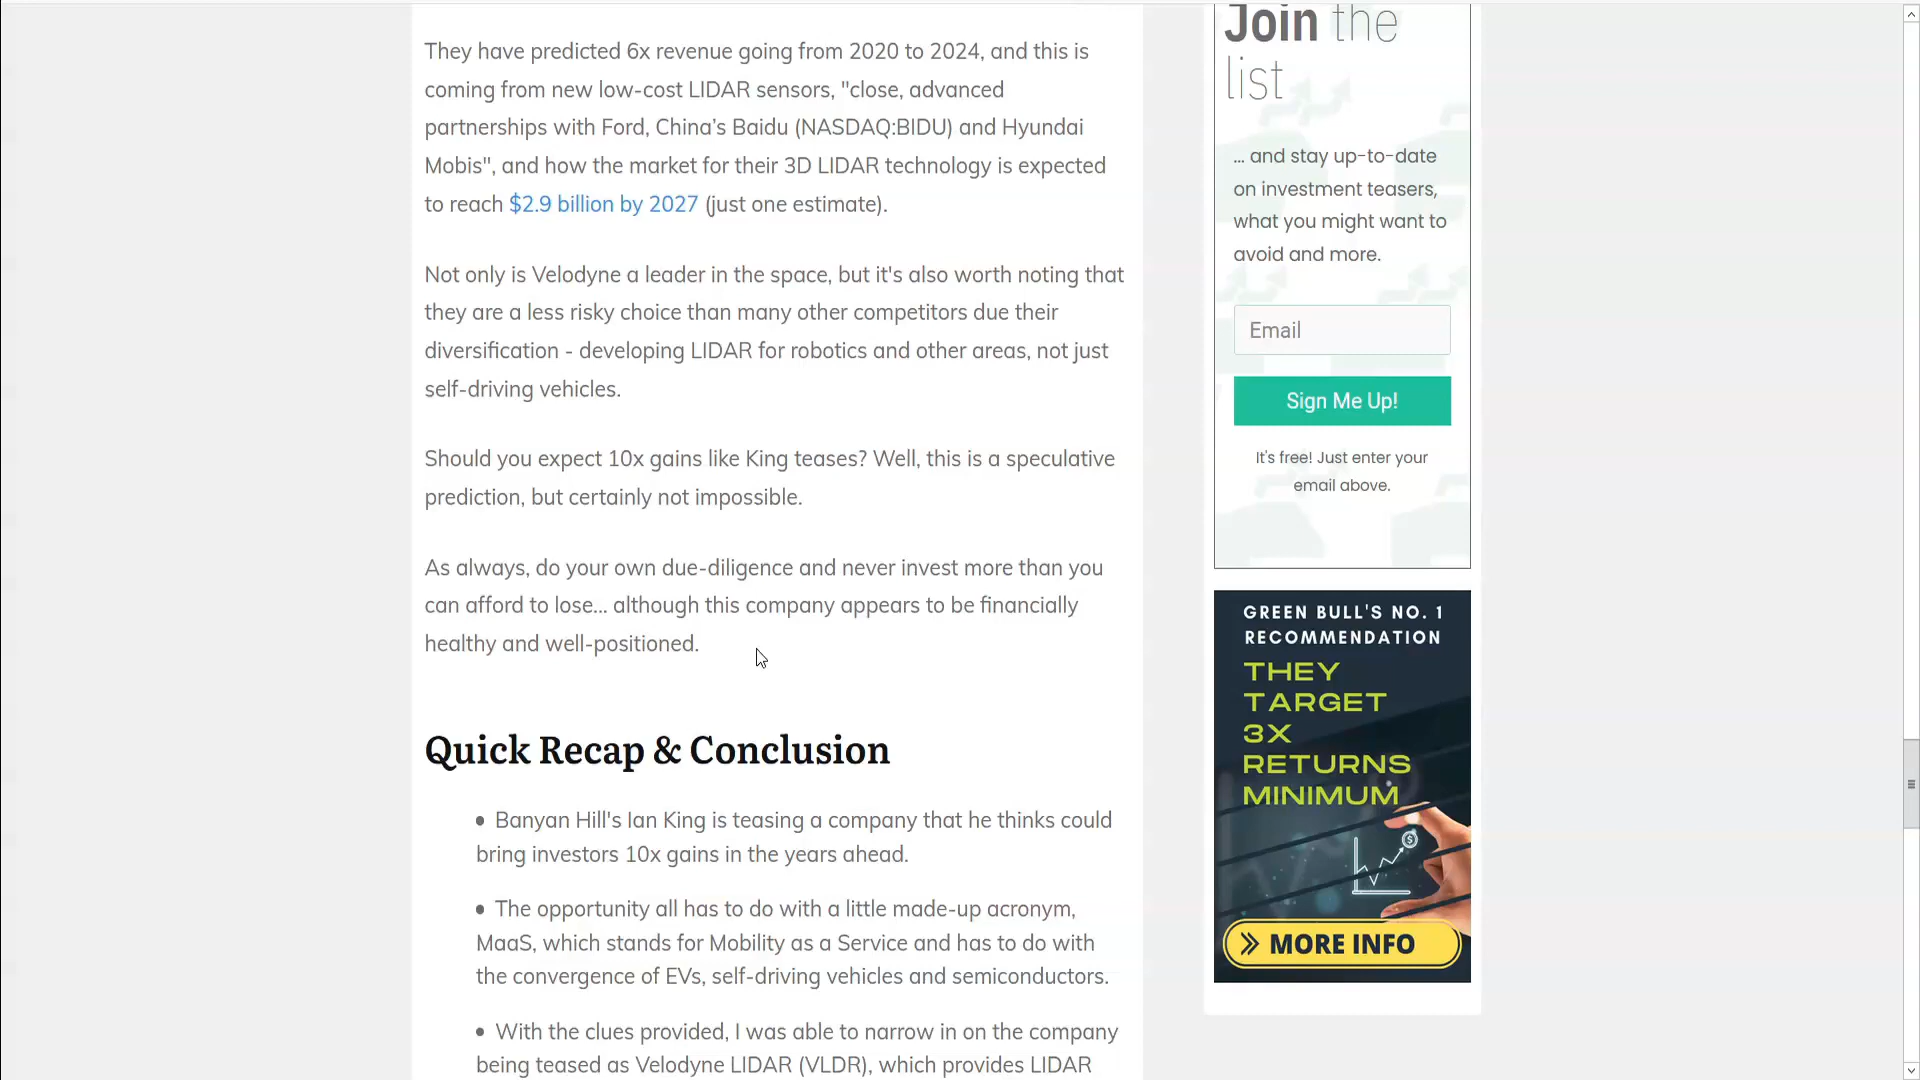 They have predicted 6x revenue going from 2020 to 2024, and this is
coming from new low-cost LIDAR sensors, "close, advanced
partnerships with Ford, China's Baidu (NASDAQ:BIDU) and Hyundai
Mobis", and how the market for their 3D LIDAR technology is expected
to reach $2.9 billion by 2027 (just one estimate).
Not only is Velodyne a leader in the space, but it's also worth noting that
they are a less risky choice than many other competitors due their
diversification - developing LIDAR for robotics and other areas, not just
self-driving vehicles.
Should you expect 10x gains like King teases? Well, this is a speculative
prediction, but certainly not impossible.
As always, do your own due-diligence and never invest more than you
can afford to lose... although this company appears to be financially
healthy and well-positioned.
Quick Recap & Conclusion
• Banyan Hill's Ian King is teasing a company that he thinks could
bring investors 10x gains in the years ahead.
• The opportunity all has to do with a little made-up acronym,
MaaS, which stands for Mobility as a Service and has to do with
the convergence of EVs, self-driving vehicles and semiconductors.
• With the clues provided, I was able to narrow in on the company
being teased as Velodyne LIDAR (VLDR), which provides LIDAR
Join the
list
... and stay up-to-date
on investment teasers,
what you might want to
avoid and more.
Email
Sign Me Up!
It's free! Just enter your
email above.
GREEN BULL'S NO. 1
RECOMMENDATION
THEY
TARGET
3X
RETURNS
MINIMUM
MORE INFO